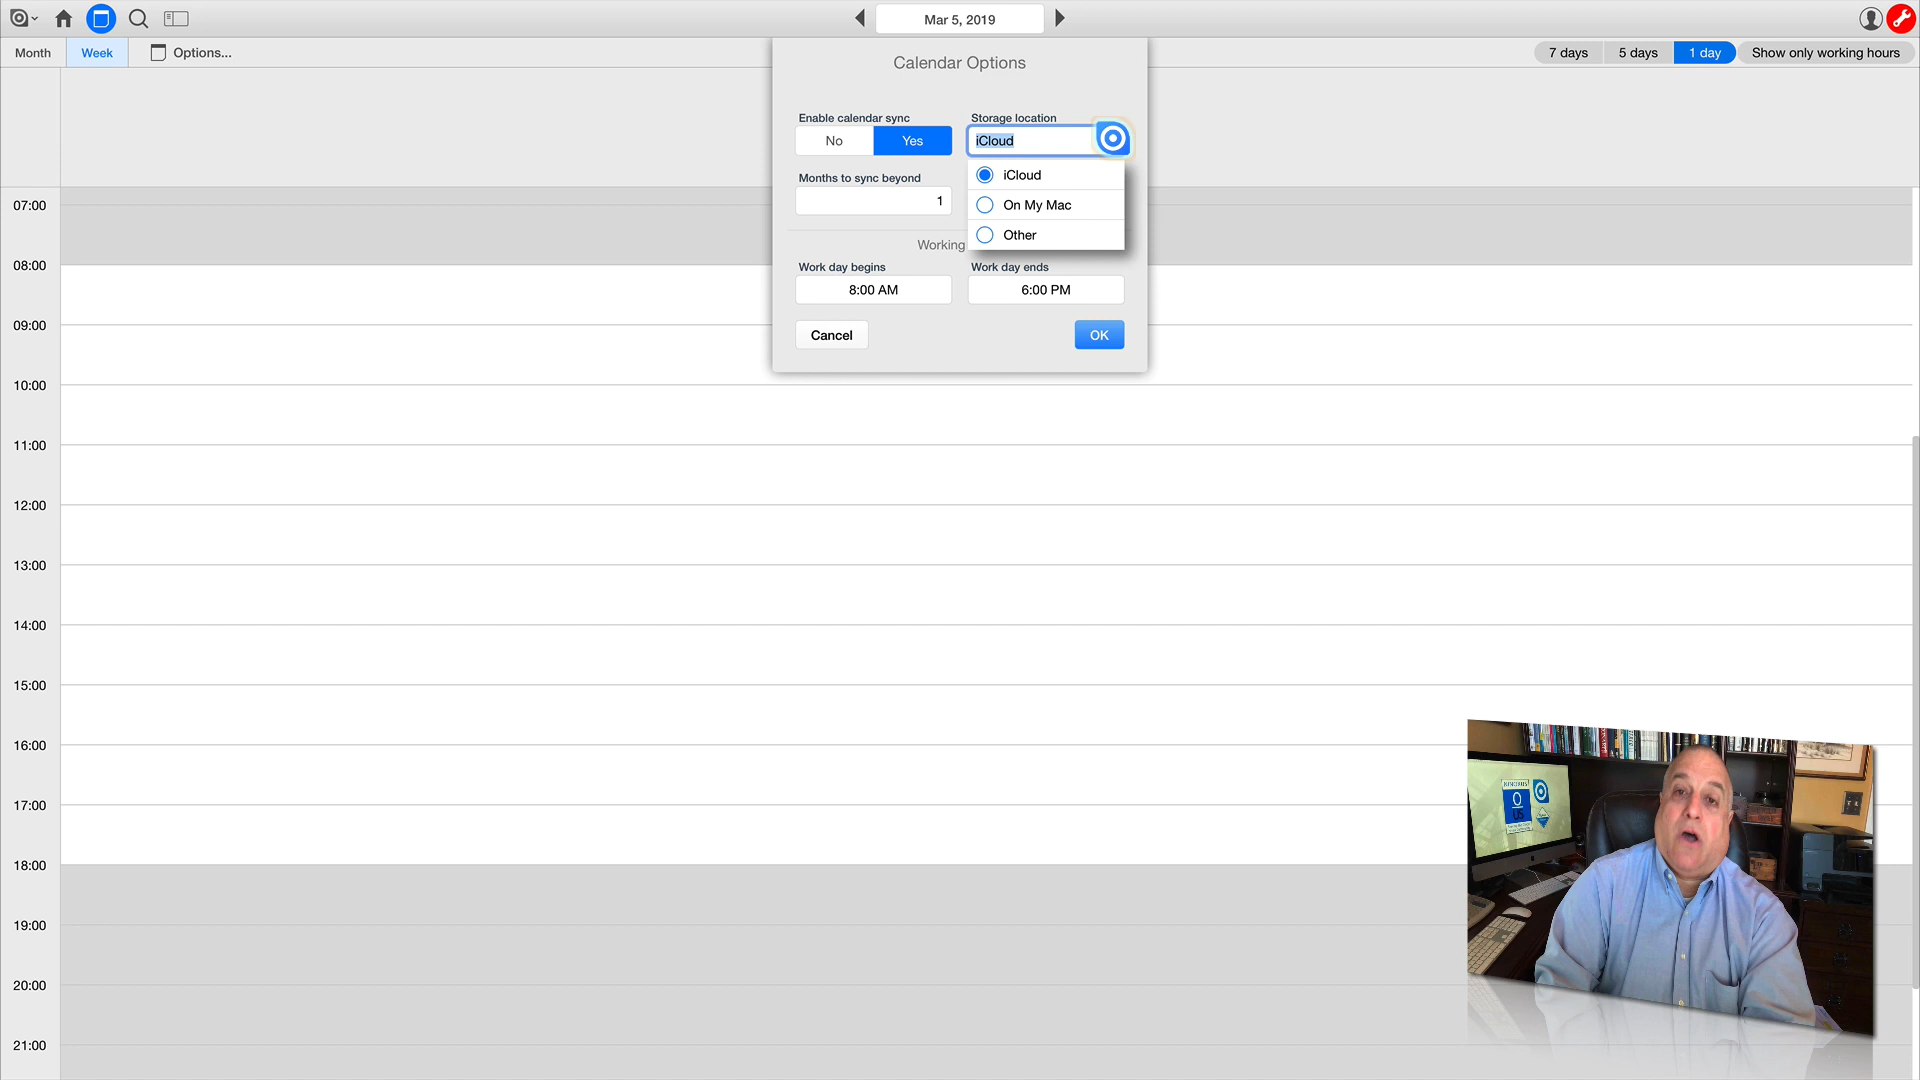 Mar 5, 2019
Month
Week
Options...
7 days
5 days
1 day
Show only working hours
Calendar Options
Enable calendar sync
Storage location
No
Yes
iCloud
iCloud
On My Mac
Other
Months to sync beyond
1
Working
Work day begins
Work day ends
8:00 AM
6:00 PM
Cancel
OK
07:00
08:00
09:00
10:00
11:00
12:00
13:00
14:00
15:00
16:00
17:00
18:00
19:00
20:00
21:00